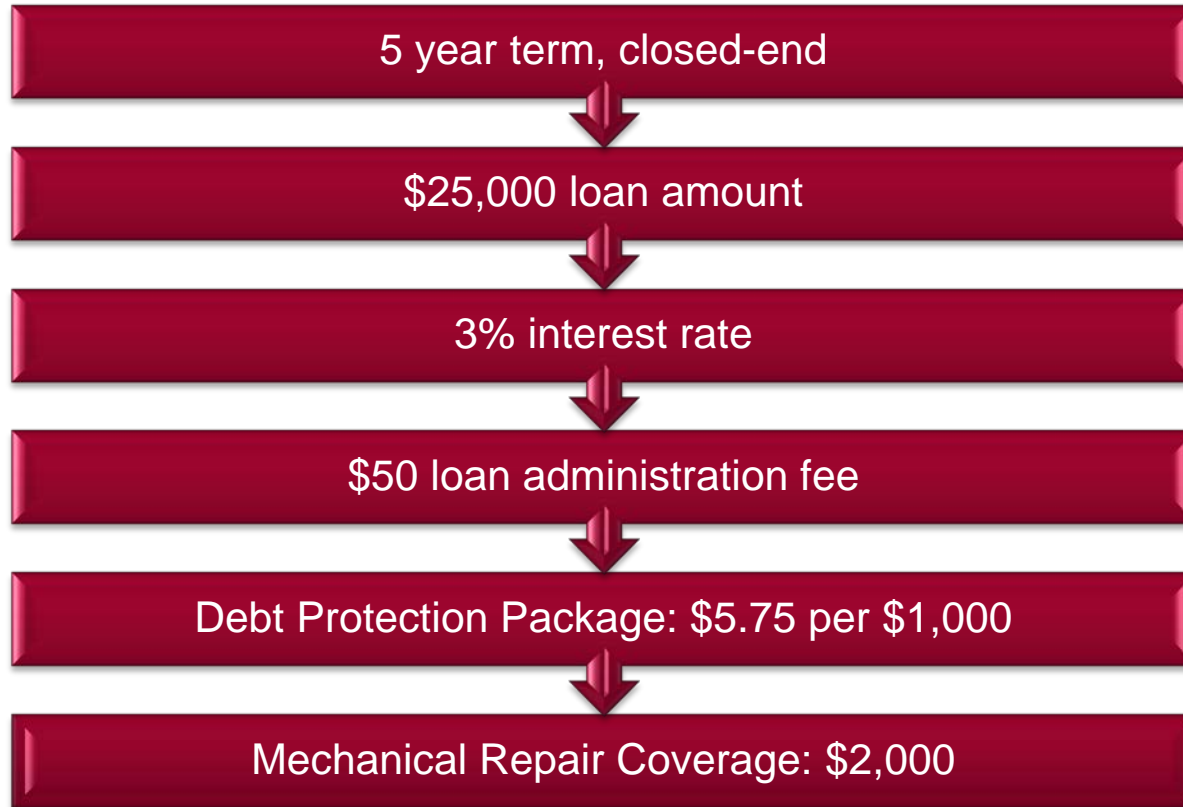 5 year term, closed-end
$25,000 loan amount
3% interest rate
$50 loan administration fee
Debt Protection Package: $5.75 per $1,000
Mechanical Repair Coverage: $2,000